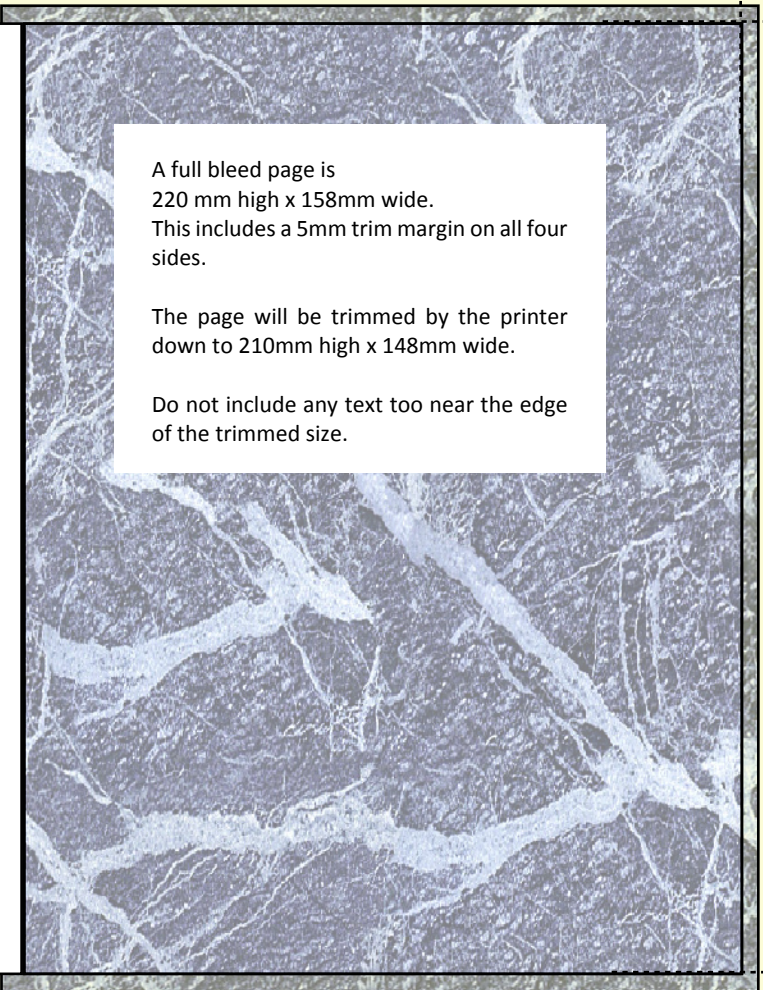 A full bleed page is
220 mm high x 158mm wide.
This includes a 5mm trim margin on all four
sides.
The page will be trimmed by the printer
down to 210mm high x 148mm wide.
Do not include any text too near the edge
of the trimmed size.